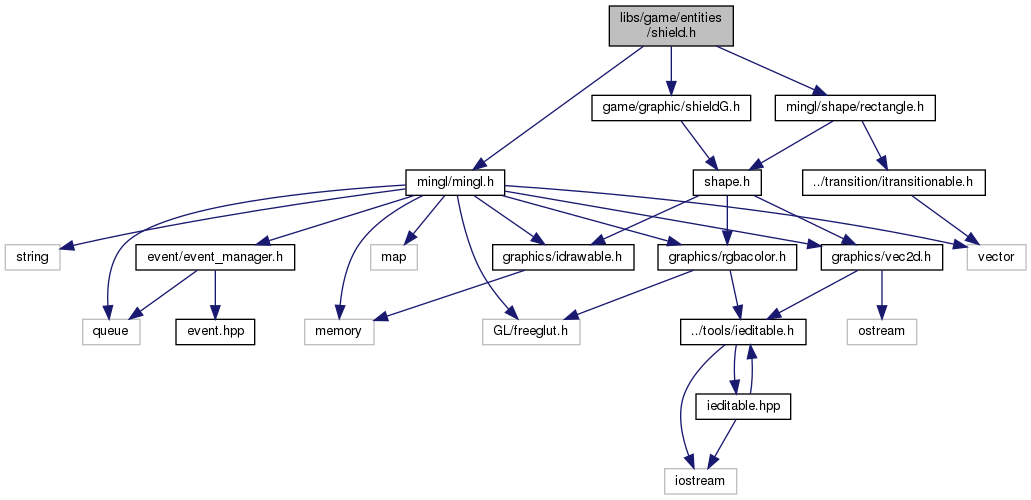 libs/game/entities
/shield.h
game/graphic/shieldG.h
mingl/shape/rectangle.h
mingl/mingl.h
shape.h
../transition/itransitionable.h
string
event/event_manager.h
map
graphics/idrawable.h
graphics/rgbacolor.h
graphics/vec2d.h
vector
queue
event.hpp
memory
GL/freeglut.h
../tools/ieditable.h
ostream
ieditable.hpp
iostream